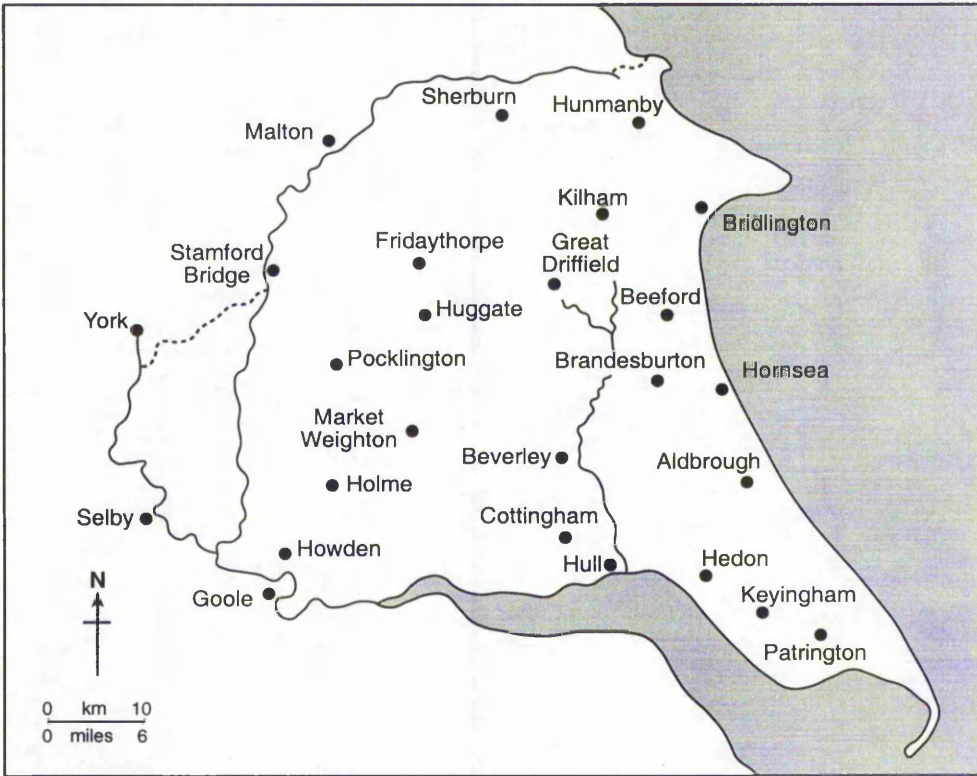 Sherburn
Hunmanby
Malton
Kilham
Bridlington
Fridaythorpe
Great
Driffield
Stamford
Bridge
Huggate
Beeford
York
Pocklington
Brandesburton
Hornsea
Market
Weighton
Beverley
Aldbrough
Holme
Selby
Cottingham
Howden
Hull
Hedon
N
Goole
Keyingham
Patrington
0 km 10
0 miles 6